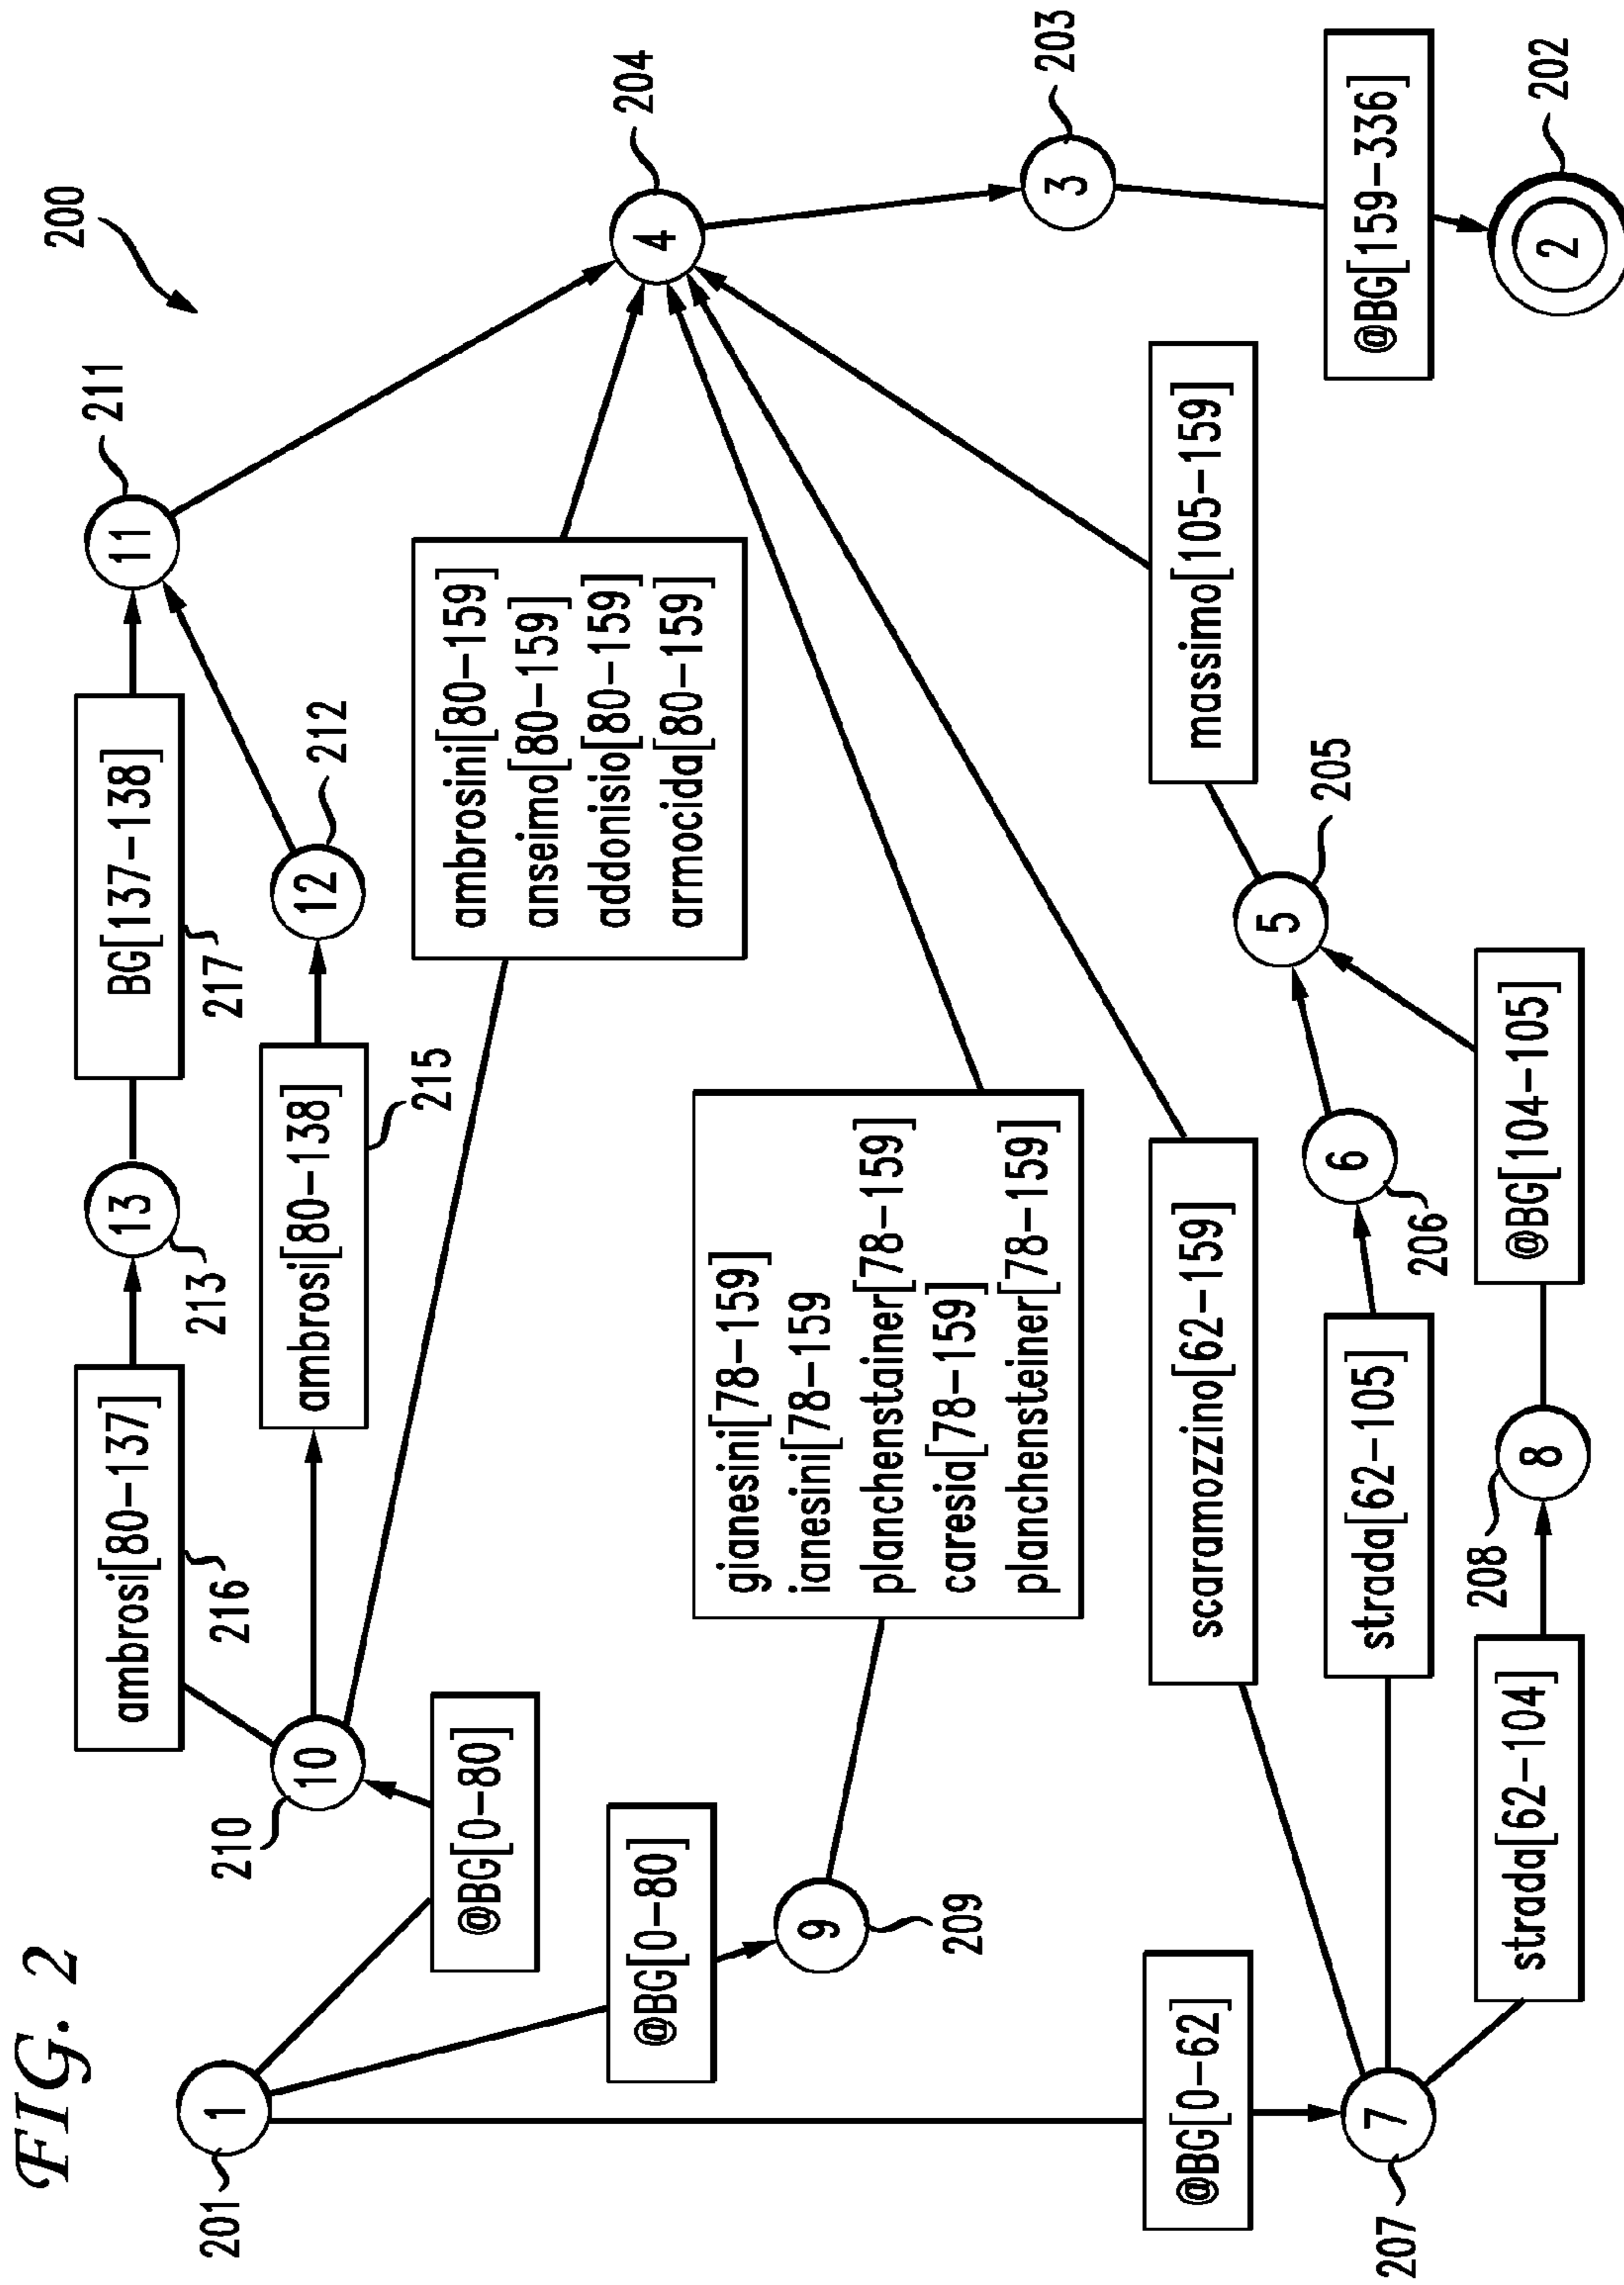 FIG. 2
200
201
1
@BG[0-80]
210
10
ambrosi[80-137]
216
13
213
BG[137-138]
217
11
211
ambrosi[80-138]
215
12
212
ambrosini[80-159]
anseimo[80-159]
addonisio[80-159]
armocida[80-159]
4
204
3
203
@BG[159-336]
2
202
@BG[0-80]
9
209
gianesini[78-159]
ianesini[78-159
planchenstainer[78-159]
caresia[78-159]
planchensteiner[78-159]
@BG[0-62]
7
207
scaramozzino[62-159]
strada[62-105]
6
206
5
205
massimo[105-159]
strada[62-104]
8
208
@BG[104-105]